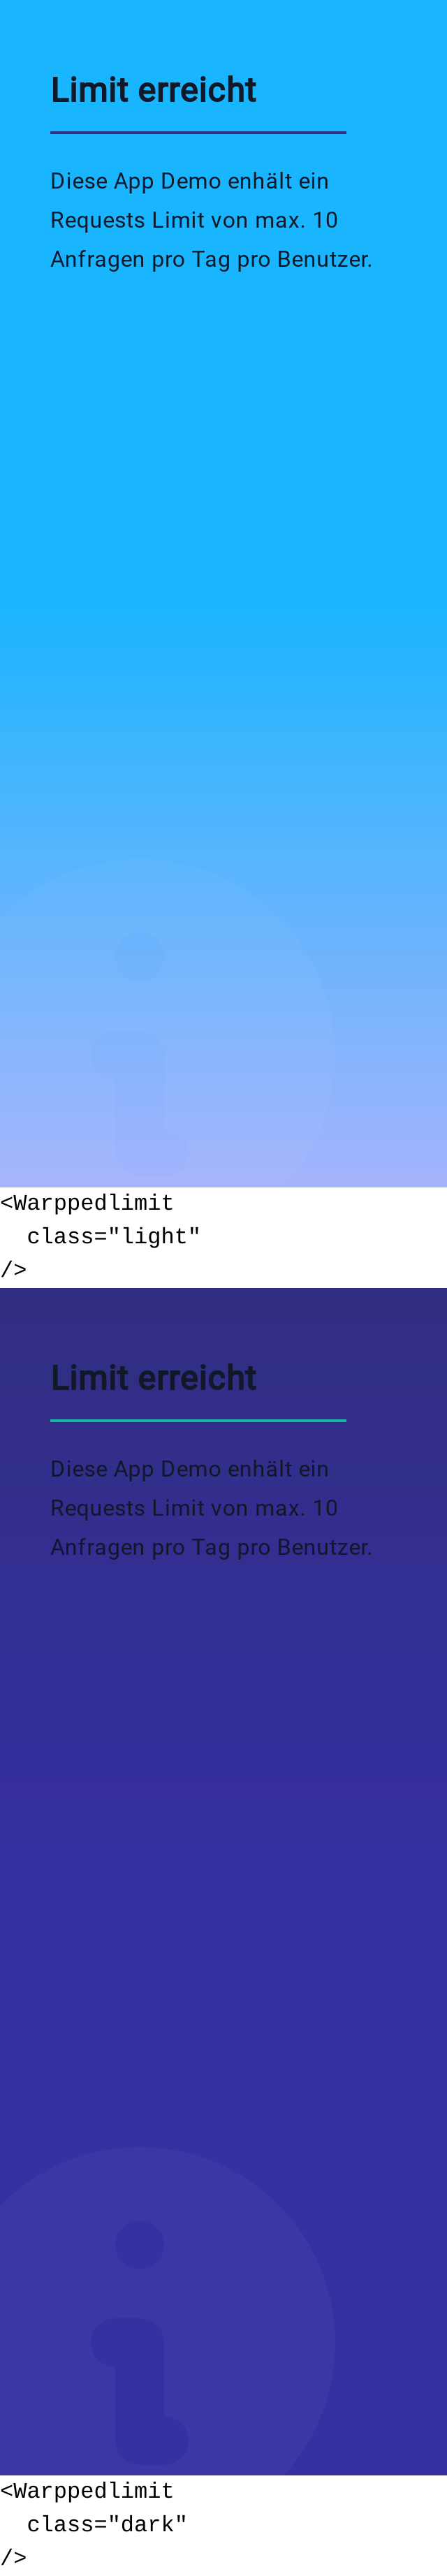 Limit erreicht
Diese App Demo enhält ein
Requests Limit von max. 10
Anfragen pro Tag pro Benutzer.
<Warppedlimit
  class="light"
/>
Limit erreicht
Diese App Demo enhält ein
Requests Limit von max. 10
Anfragen pro Tag pro Benutzer.
<Warppedlimit
  class="dark"
/>